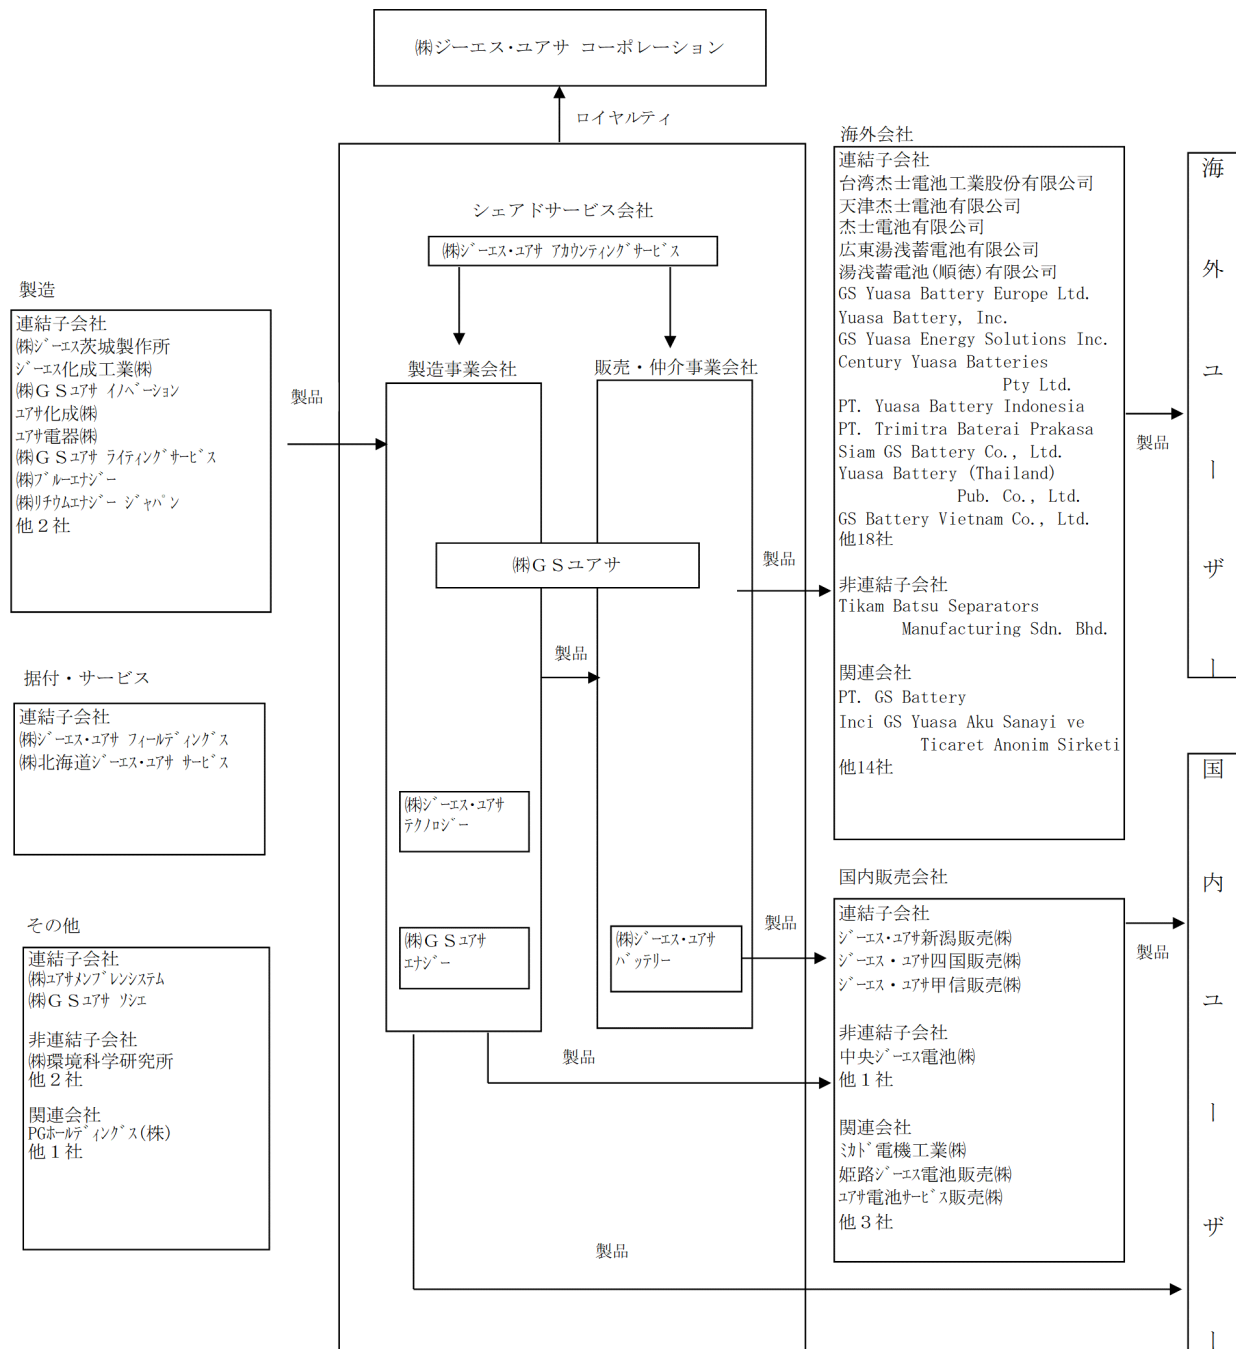 ㈱ジーエス・ユアサ コーポレーション
ロイヤルティ
シェアドサービス会社
㈱ジーエス・ユアサ アカウンティングサービス
製造
連結子会社
㈱ジーエス茨城製作所
ジーエス化成工業㈱
㈱ＧＳユアサ イノベーション
ユアサ化成㈱
ユアサ電器㈱
㈱ＧＳユアサ ライティングサービス
㈱ブルーエナジー
㈱リチウムエナジー ジャパン
他２社
製品
据付・サービス
連結子会社
㈱ジーエス・ユアサ フィールディングス
㈱北海道ジーエス・ユアサ サービス
その他
連結子会社
㈱ユアサメンブレンシステム
㈱ＧＳユアサ ソシエ
非連結子会社
㈱環境科学研究所
他２社
関連会社
PGホールディングス(株)
他１社
製造事業会社
販売・仲介事業会社
㈱ＧＳユアサ
製品
㈱ジーエス・ユアサ
テクノロジー
㈱ＧＳユアサ
エナジー
㈱ジーエス・ユアサ
バッテリー
製品
製品
製品
製品
海外会社
連結子会社
台湾杰士電池工業股份有限公司
天津杰士電池有限公司
杰士電池有限公司
広東湯浅蓄電池有限公司
湯浅蓄電池(順徳)有限公司
GS Yuasa Battery Europe Ltd.
Yuasa Battery, Inc.
GS Yuasa Energy Solutions Inc.
Century Yuasa Batteries
Pty Ltd.
PT. Yuasa Battery Indonesia
PT. Trimitra Baterai Prakasa
Siam GS Battery Co., Ltd.
Yuasa Battery (Thailand)
Pub. Co., Ltd.
GS Battery Vietnam Co., Ltd.
他18社
非連結子会社
Tikam Batsu Separators
Manufacturing Sdn. Bhd.
関連会社
PT. GS Battery
Inci GS Yuasa Aku Sanayi ve
Ticaret Anonim Sirketi
他14社
製品
海外ユーザー
国内販売会社
連結子会社
ジーエス・ユアサ新潟販売㈱
ジーエス・ユアサ四国販売㈱
ジーエス・ユアサ甲信販売㈱
非連結子会社
中央ジーエス電池㈱
他１社
関連会社
ミカド電機工業㈱
姫路ジーエス電池販売㈱
ユアサ電池サービス販売㈱
他３社
製品
国内ユーザー